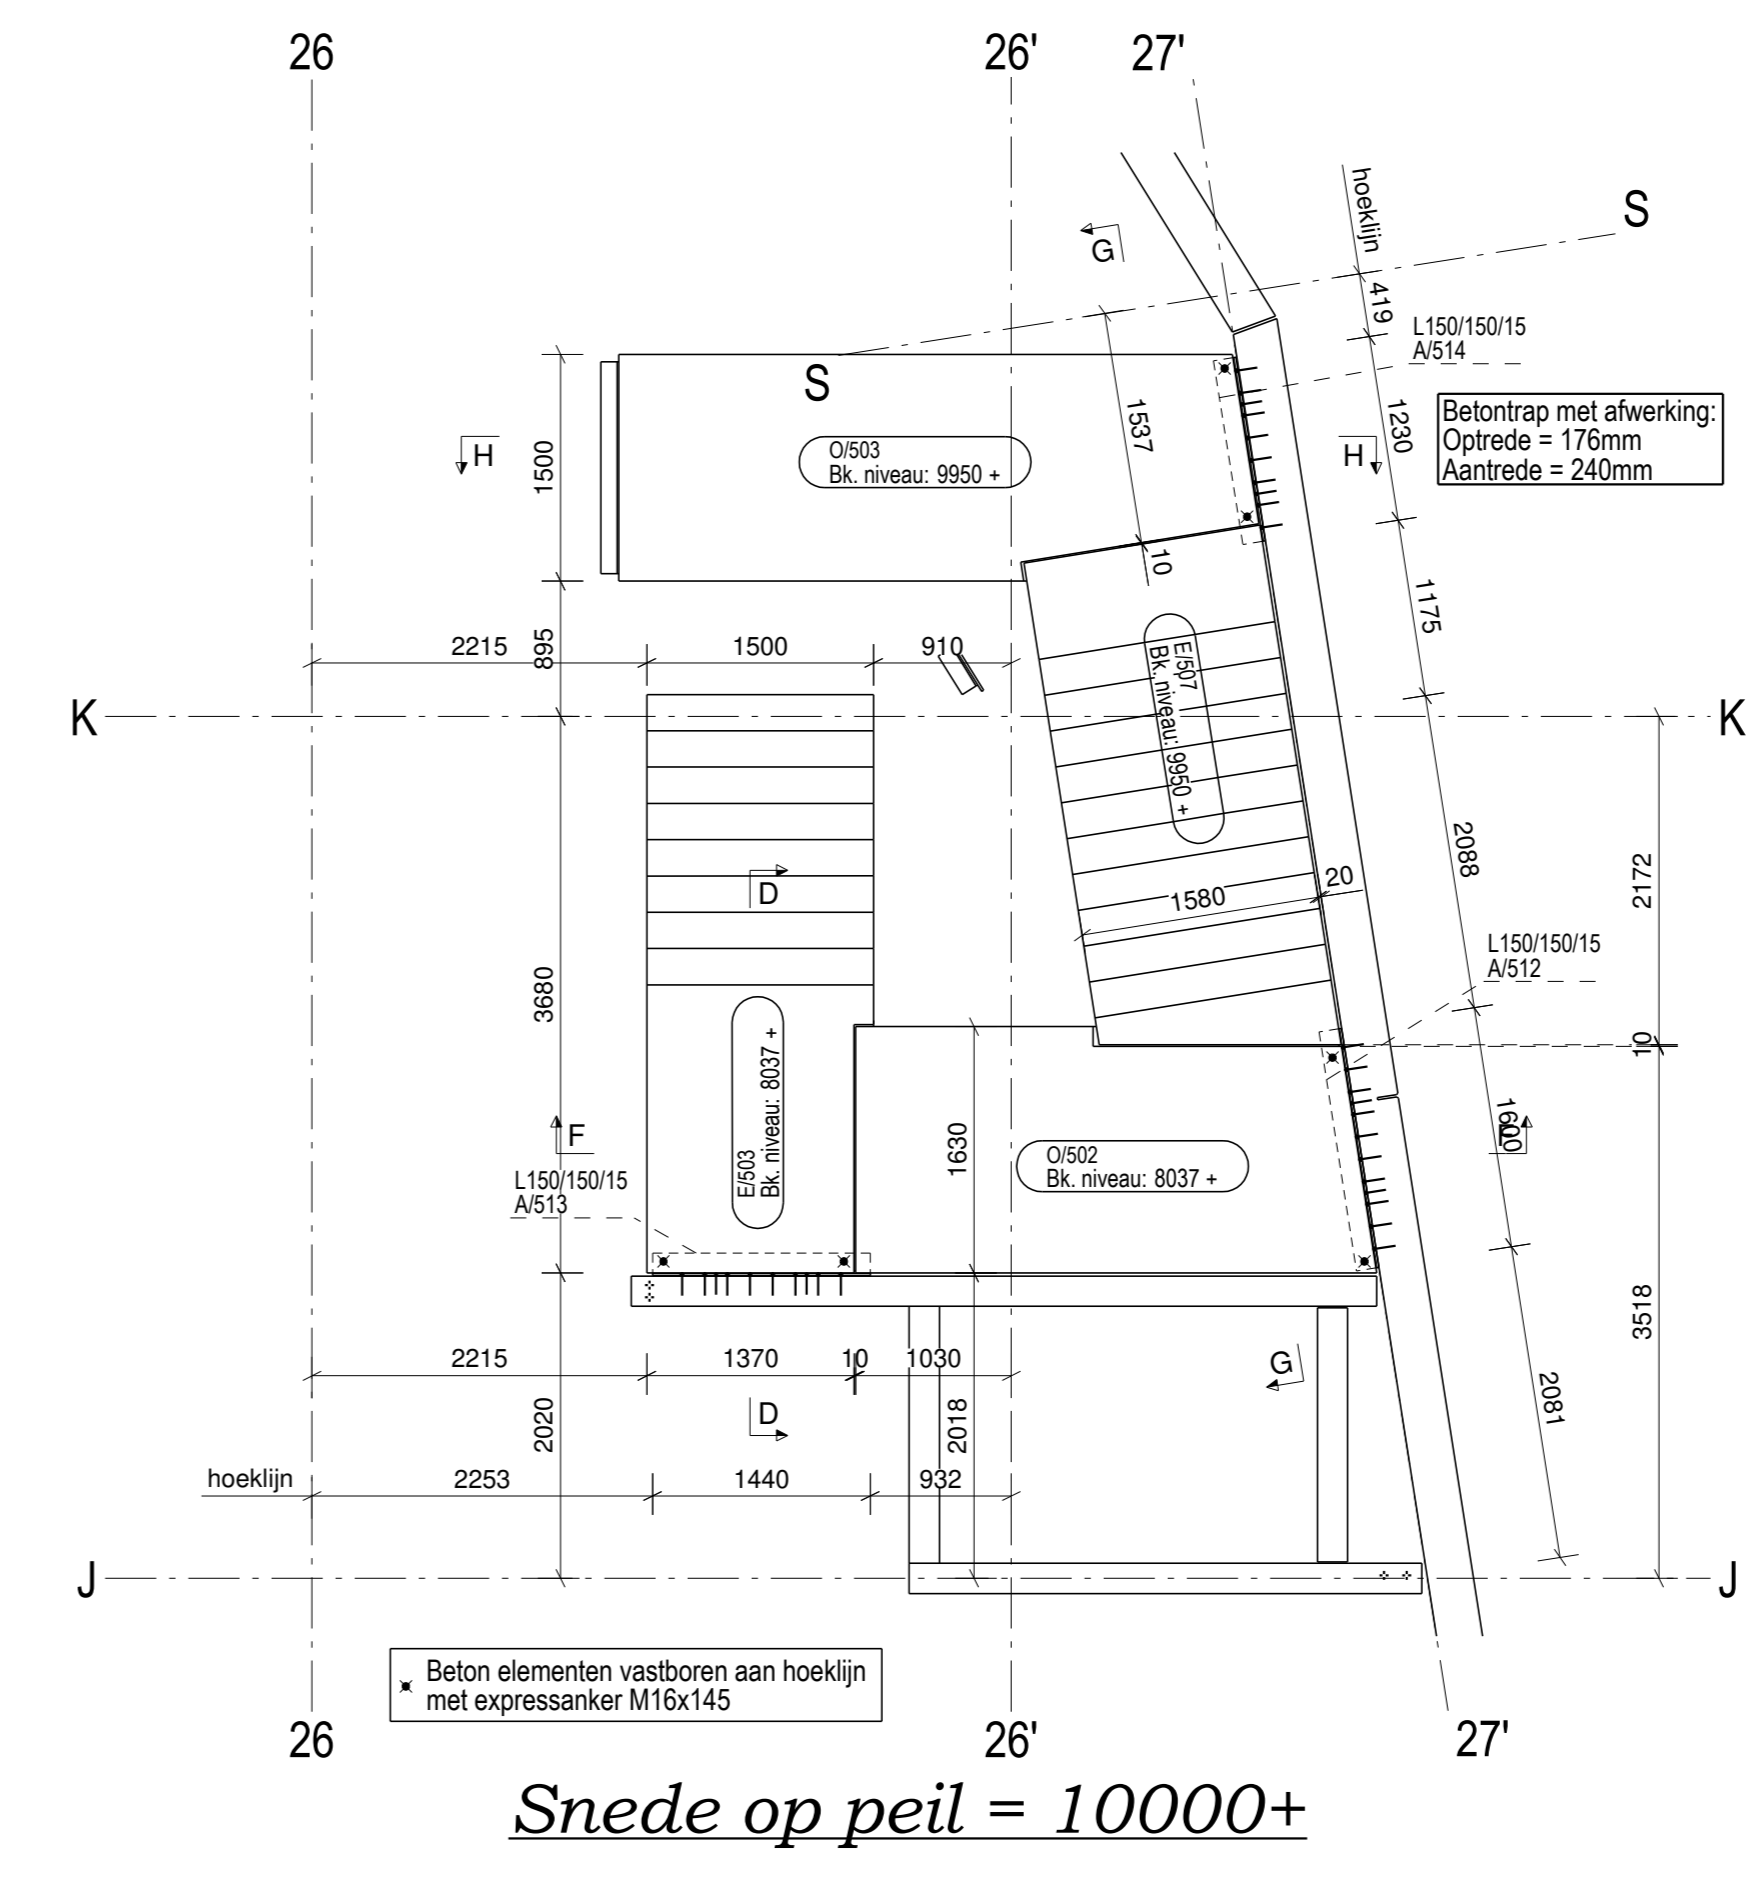 26
26'
27'
hoeklijn
S
G
419
L150/150/15
A/514
S
1537
1230
Betontrap met afwerking:
Optrede = 176mm
Aantrede = 240mm
1500
H
O/503
Bk. niveau: 9950 +
H
10
1175
895
2215
1500
910
E/507
Bk. niveau: 9950 +
K
K
2088
2172
D
1580
20
3680
L150/150/15
A/512
10
E/503
Bk. niveau: 8037 +
1600
F
F
1630
O/502
Bk. niveau: 8037 +
L150/150/15
A/513
3518
2215
1370
10
1030
G
2081
2020
D
2018
hoeklijn
2253
1440
932
J
J
Beton elementen vastboren aan hoeklijn
met expressanker M16x145
26
26'
27'
Snede op peil = 10000+